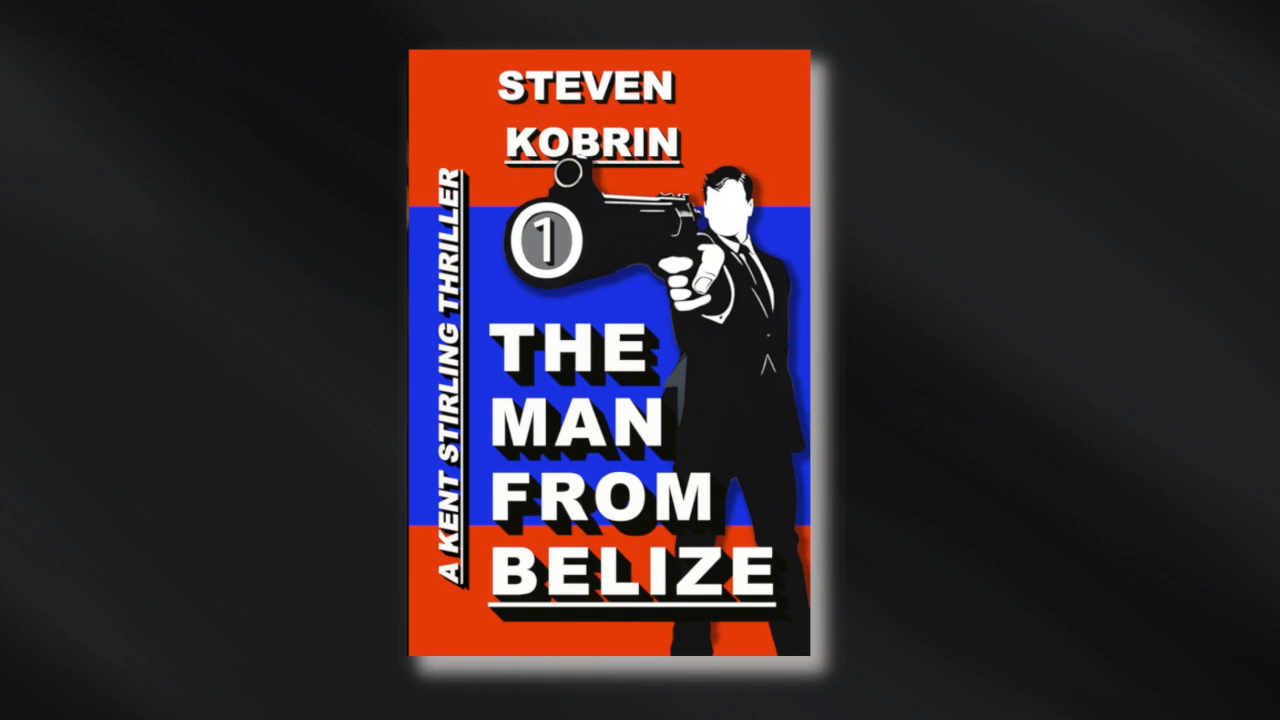 STEVEN
KOBRIN
1
A KENT STIRLING THRILLER
THE
MAN
FROM
BELIZE